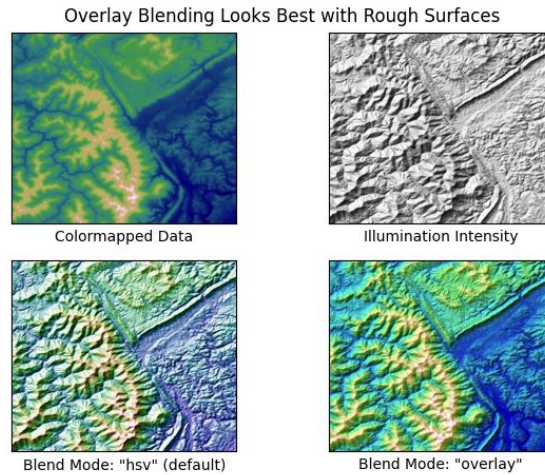 Overlay Blending Looks Best with Rough Surfaces
Colormapped Data
Illumination Intensity
Blend Mode: "hsv" (default)
Blend Mode: "overlay"